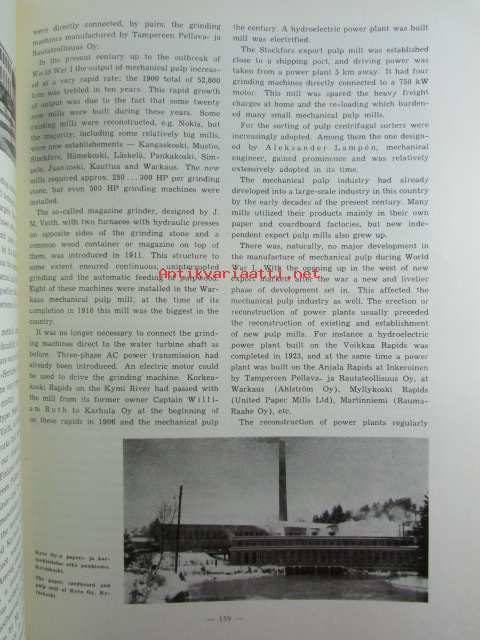 were directly connected, by pairs; the grinding
machines manufactured by Tampereen Pellava- ja
Rautateollisuus Oy.
In the present century up to the outbreak of
World War I the output of mechanical pulp increas-
ed at a very rapid rate; the 1900 total of 52,800
tons was trebled in ten years. This rapid growth
of output was due to the fact that some twenty
new mills were built during these years. Some
existing mills were reconstructed, e.g. Nokia, but
the majority, including some relatively big mills,
were new establishements — Kangaskoski, Mustio,
Stockfors, Hämekoski, Läskelä, Pankakoski, Sim-
pele, Juankoski, Kauttua and Warkaus. The new
mills required approx. 250 ... 300 HP per grinding
stone, but even 500 HP grinding machines were
installed.
The so-called magazine grinder, designed by J.
M. Voith, with two furnaces with hydraulic presses
on opposite sides of the grinding stone and a
common wood container or magazine on top of
them, was introduced in 1911. This structure to
some extent ensured continuous, uninterrupted
grinding and the automatic feeding of pulpwood.
Eight of these machines were installed in the War-
kaus mechanical pulp mill; at the time of its
completion in 1916 this mill was the biggest in the
country.
It was no longer necessary to connect the grind-
ing machines direct to the water turbine shaft as
before. Three-phase AC power transmission had
already been introduced. An electric motor could
be used to drive the grinding machine. Korkea-
koski Rapids on the Kymi River had passed with
the mill from its former owner Captain Willi-
am Ruth to Karhula Oy at the beginning of
these rapids in 1906 and the mechanical pulp
the century. A hydroelectric power plant was built
mill was electrified.
The Stockfors export pulp mill was established
close to a shipping port, and driving power was
taken from a power plant 5 km away. It had four
grinding machines directly connected to a 750 kW
motor. This mill was spared the heavy freight
charges at home and the re-loading which burden-
ed many small mechanical pulp mills.
For the sorting of pulp centrifugal sorters were
increasingly adopted. Among them the one design-
ed by Aleksander Lampén, mechanical
engineer, gained prominence and was relatively
extensively adopted in its time.
The mechanical pulp industry had already
developed into a large-scale industry in this country
by the early decades of the present century. Many
mills utilized their products mainly in their own
paper and coardboard factories, but new inde-
pendent export pulp mills also grew up.
There was, naturally, no major development in
the manufacture of mechanical pulp during World
War I. With the opening up in the west of new
export markets after the war a new and livelier
phase of development set in. This affected the
mechanical pulp industry as well. The erection or
reconstruction of power plants usually preceded
the reconstruction of existing and establishment
of new pulp mills. For instance a hydroelectric
power plant built on the Voikkaa Rapids was
completed in 1923, and at the same time a power
plant was built on the Anjala Rapids at Inkeroinen
by Tampereen Pellava- ja Rautateollisuus Oy, at
Warkaus (Ahlström Oy), Myllykoski Rapids
(United Paper Mills Ltd), Martinniemi (Rauma-
Raahe Oy), etc.
The reconstruction of power plants regularly
Antikvariaatti.net
The paper, cardboard and
pulp mill of Kyro Oy, Ky-
röskoski
— 159 —